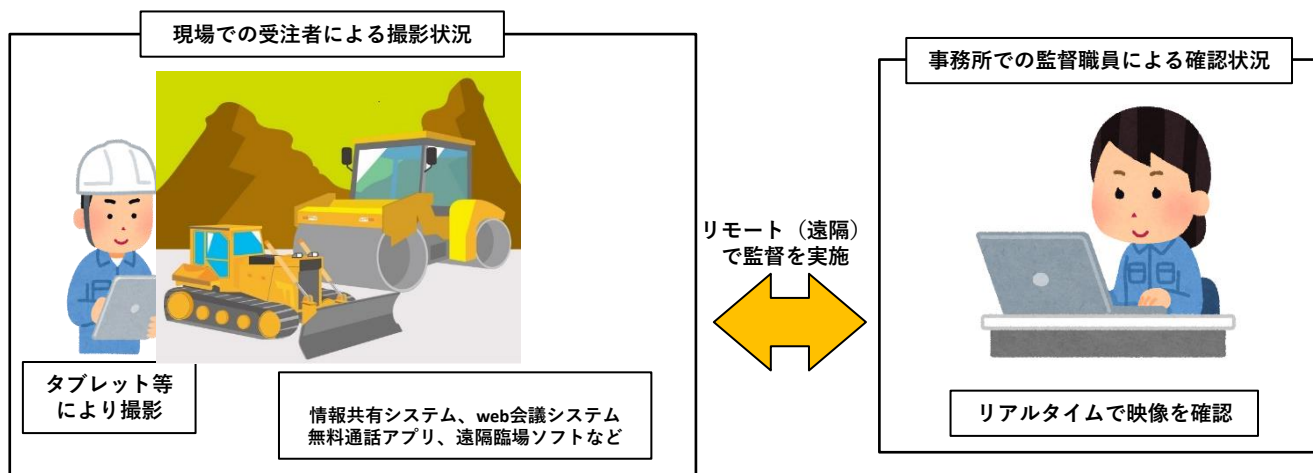 現場での受注者による撮影状況
事務所での監督職員による確認状況
リモート（遠隔）
で監督を実施
タブレット等
により撮影
情報共有システム、web会議システム
無料通話アプリ、遠隔臨場ソフトなど
リアルタイムで映像を確認